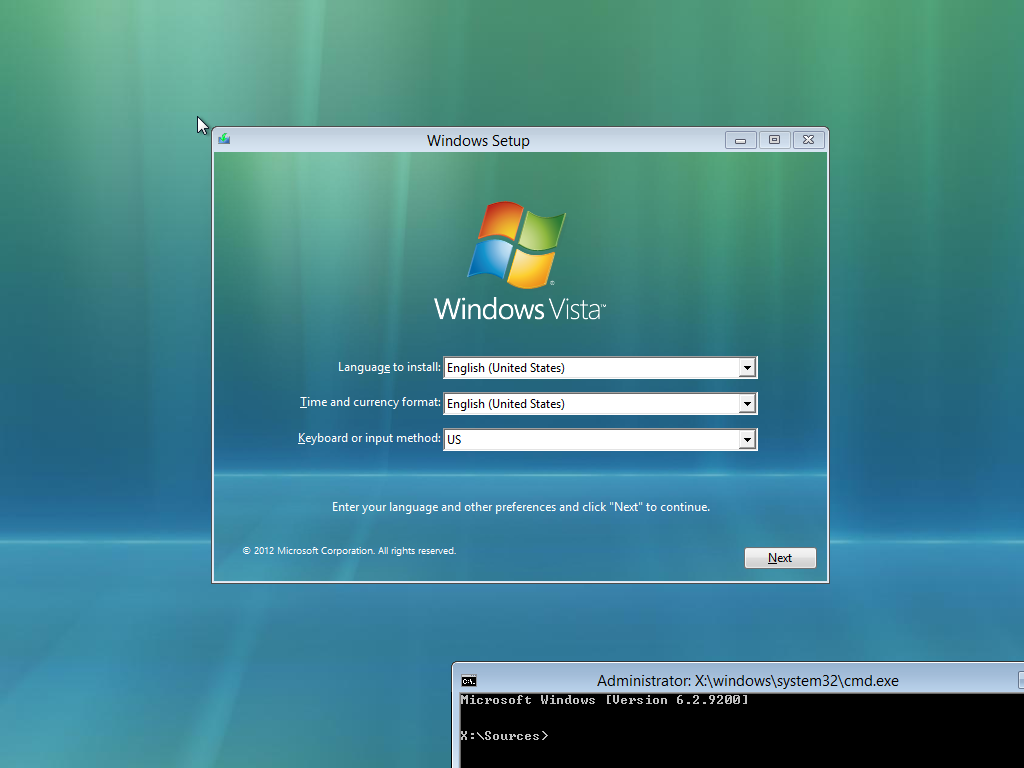 Windows Setup
Windows Vista™
Language to install: English (United States)
Time and currency format: English (United States)
Keyboard or input method: US
Enter your language and other preferences and click "Next" to continue.
© 2012 Microsoft Corporation. All rights reserved.
Next
C:\.
Administrator: X:\windows\system32\cmd.exe
Microsoft Windows [Version 6.2.9200]
X:\Sources>